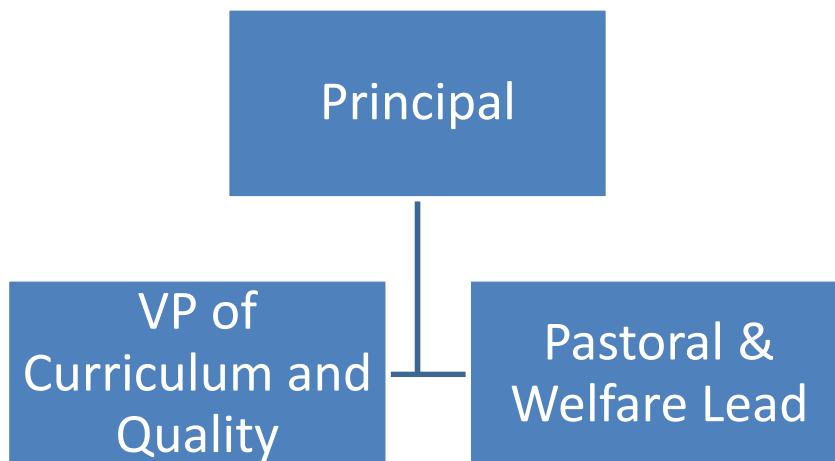 Principal
VP of
Curriculum and
Quality
Pastoral &
Welfare Lead